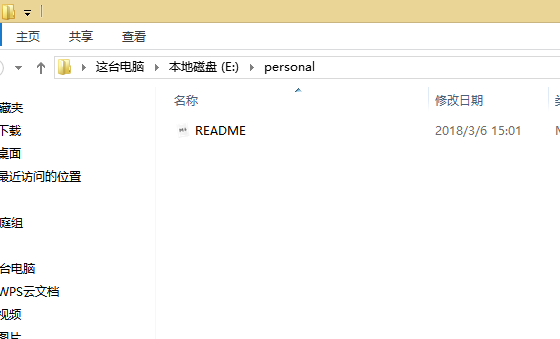 主页 共享 查看
这台电脑 本地磁盘 (E:) personal
名称 修改日期
藏夹
下载
README 2018/3/6 15:01
桌面
最近访问的位置
庭组
台电脑
WPS云文档
视频
图片